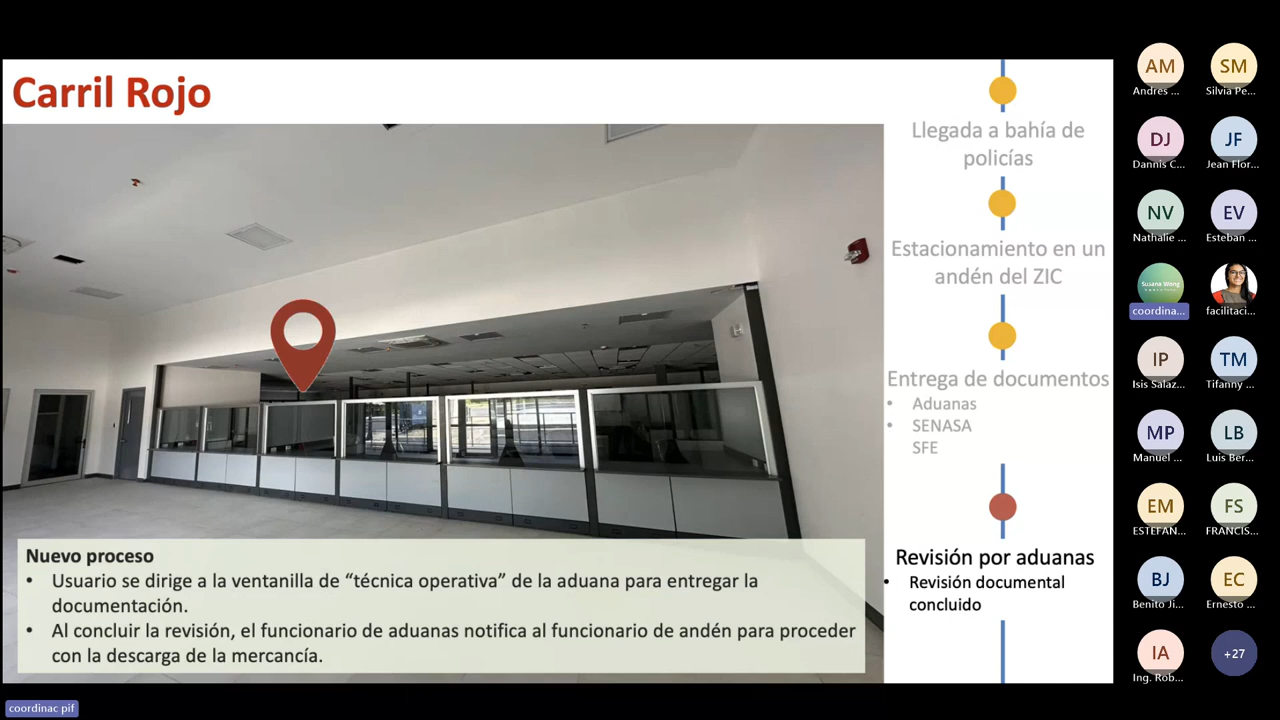 Carril Rojo
Llegada a bahía de
policías
Estacionamiento en un
andén del ZIC
Entrega de documentos
• Aduanas
• SENASA
SFE
Revisión por aduanas
• Revisión documental
concluido
Nuevo proceso
• Usuario se dirige a la ventanilla de “técnica operativa” de la aduana para entregar la
documentación.
• Al concluir la revisión, el funcionario de aduanas notifica al funcionario de andén para proceder
con la descarga de la mercancía.
AM
Andres ...
SM
Silvia Pe...
DJ
Dannis C...
JF
Jean Flor...
NV
Nathalie ...
EV
Esteban ...
Susana Wong
coordina...
facilitaci...
IP
Isis Salaz...
TM
Tifanny ...
MP
Manuel ...
LB
Luis Ber...
EM
ESTEFAN...
FS
FRANCIS...
BJ
Benito Ji...
EC
Ernesto ...
IA
Ing. Rob...
+27
coordinac pif